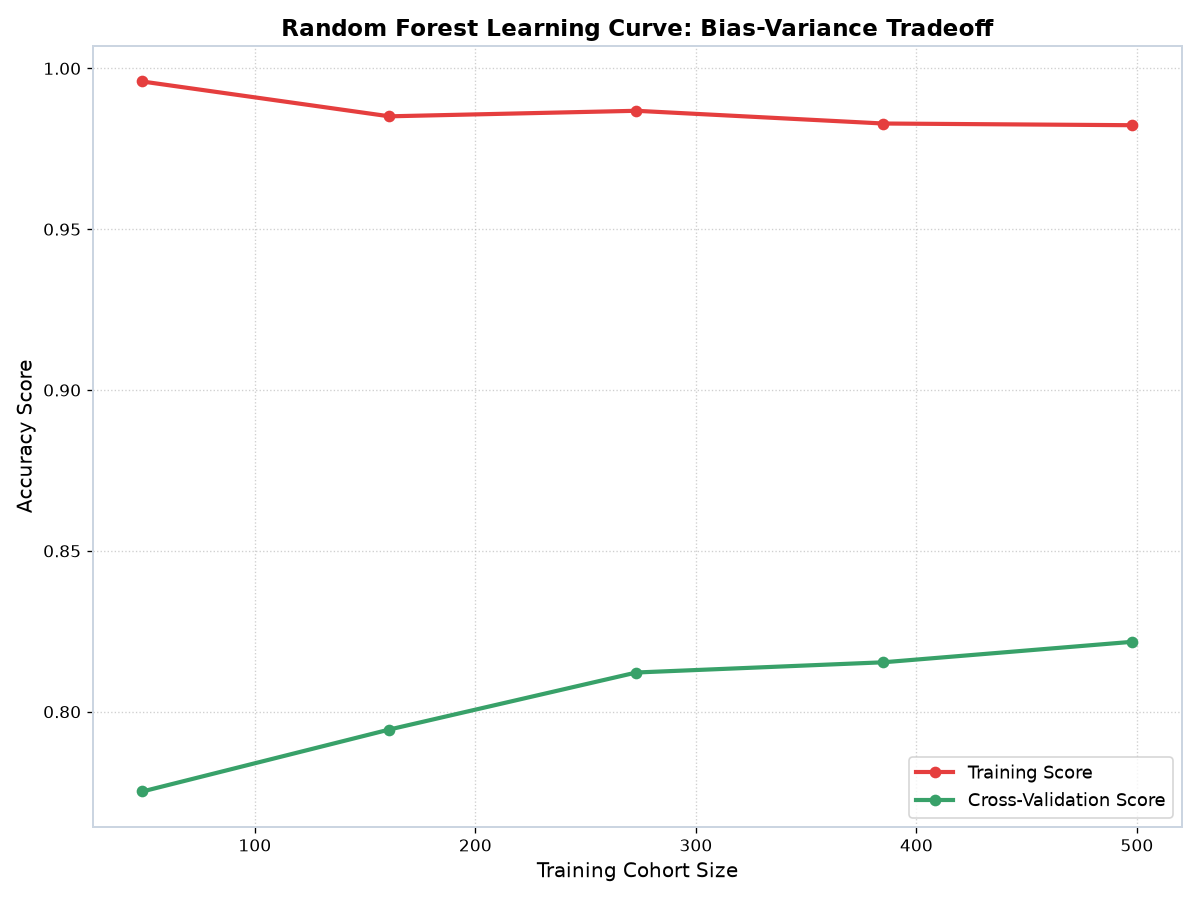 Random Forest Learning Curve: Bias-Variance Tradeoff
Accuracy Score
1.00
0.95
0.90
0.85
0.80
100
200
300
400
500
Training Cohort Size
Training Score
Cross-Validation Score